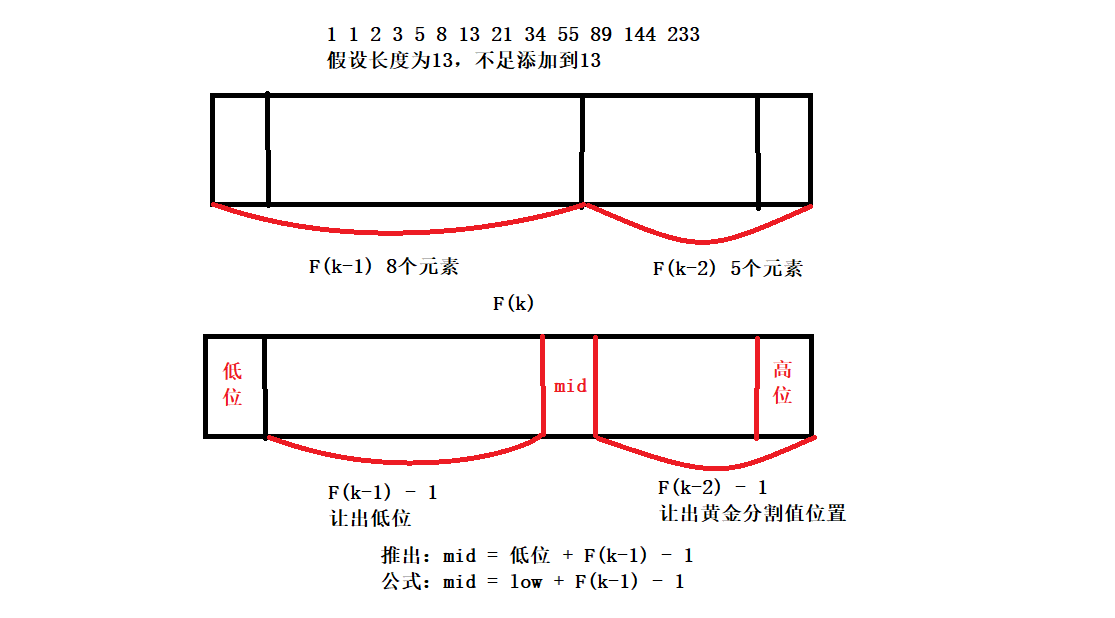 1 1 2 3 5 8 13 21 34 55 89 144 233
假设长度为13，不足添加到13
F(k-1) 8个元素
F(k-2) 5个元素
F(k)
低位
mid
高位
F(k-1) - 1
让出低位
F(k-2) - 1
让出黄金分割值位置
推出：mid = 低位 + F(k-1) - 1
公式：mid = low + F(k-1) - 1